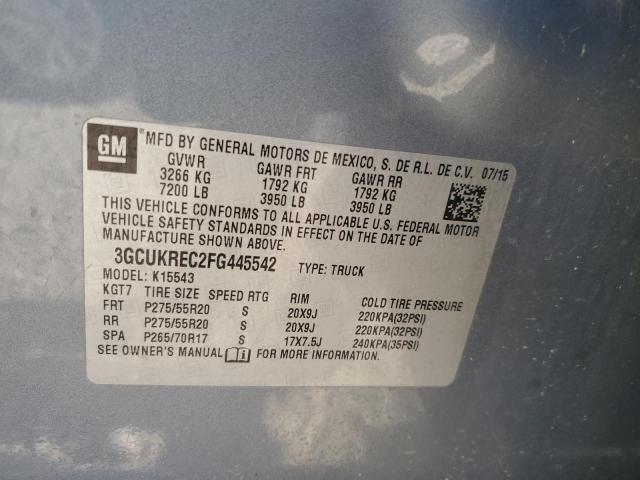 GM ®MFD BY GENERAL MOTORS DE MEXICO, S. DE R.L. DE C.V. 07/15
GVWR GAWR FRT GAWR RR
3266 KG 1792 KG 1792 KG
7200 LB 3950 LB 3950 LB
THIS VEHICLE CONFORMS TO ALL APPLICABLE U.S. FEDERAL MOTOR
VEHICLE SAFETY STANDARDS IN EFFECT ON THE DATE OF
MANUFACTURE SHOWN ABOVE.
3GCUKREC2FG445542 TYPE: TRUCK
MODEL: K15543
KGT7 TIRE SIZE SPEED RTG RIM COLD TIRE PRESSURE
FRT P275/55R20 S 20X9J 220KPA(32PSI)
RR P275/55R20 S 20X9J 220KPA(32PSI)
SPA P265/70R17 S 17X7.5J 240KPA(35PSI)
SEE OWNER'S MANUAL FOR MORE INFORMATION.